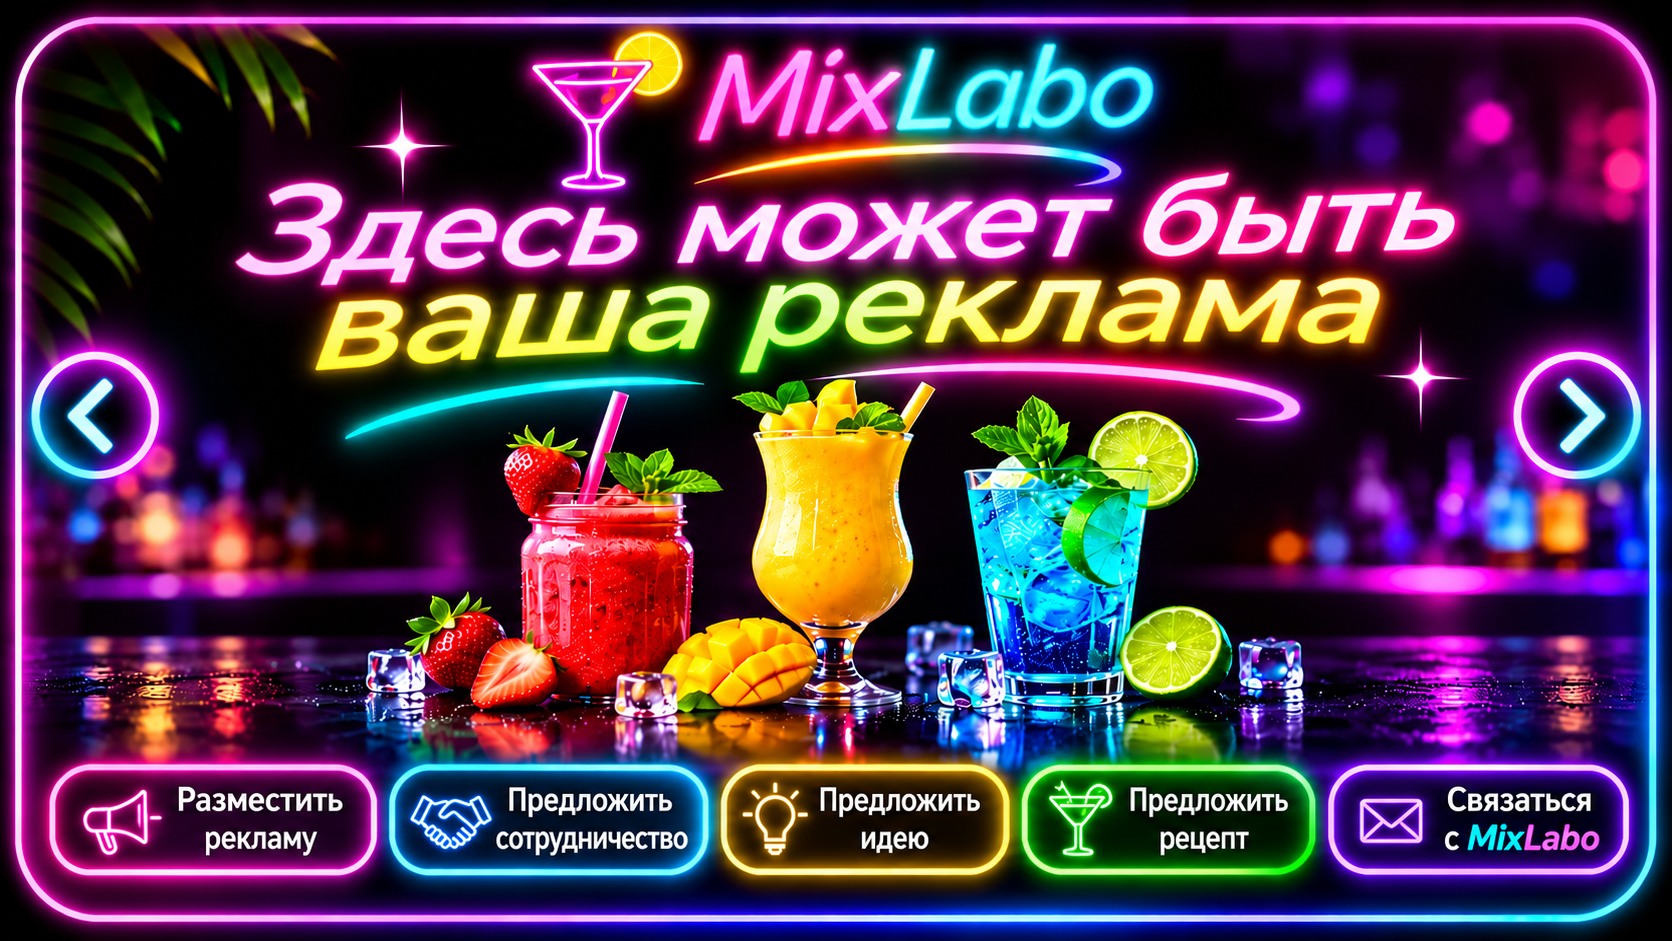 MixLabo
Здесь может быть
ваша реклама
Разместить
рекламу
Предложить
сотрудничество
Предложить
идею
Предложить
рецепт
Связаться
с MixLabo